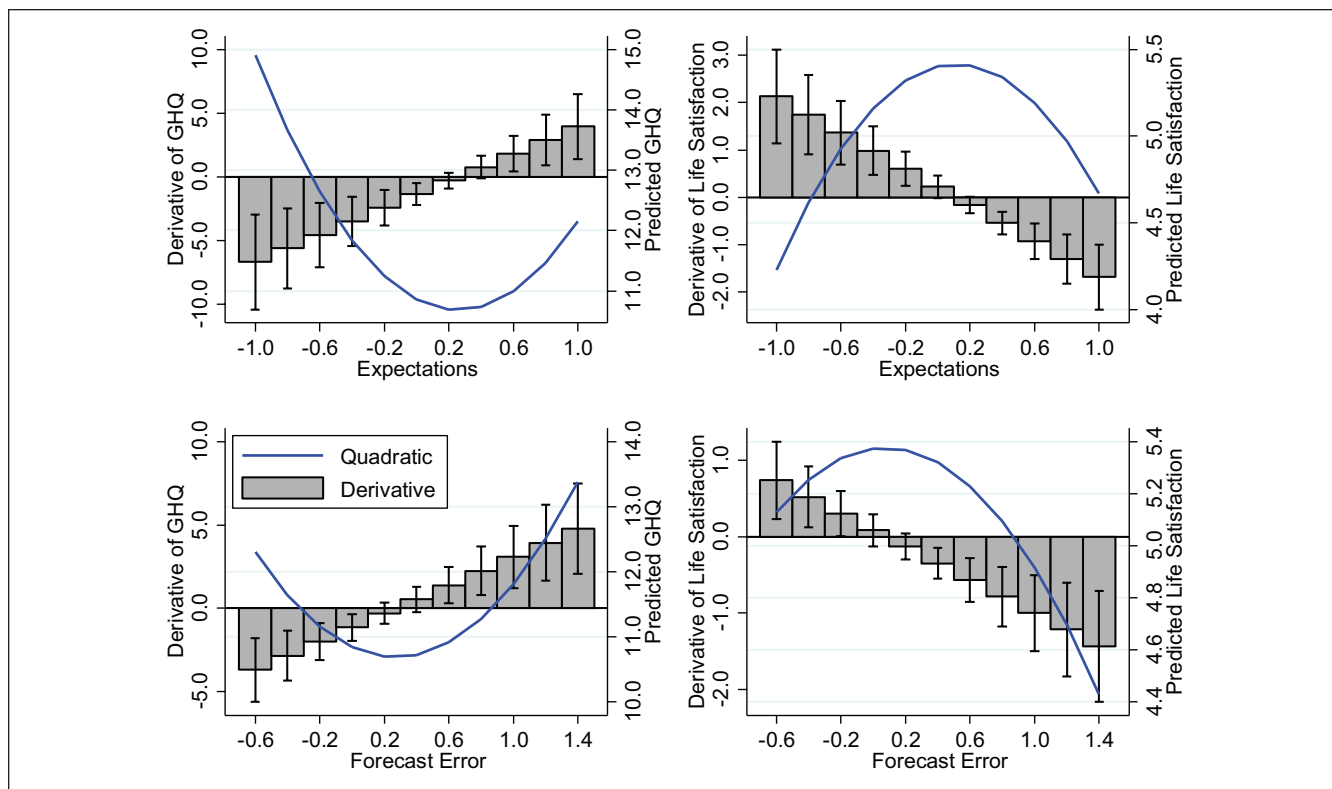 Derivative of GHQ
10.0
5.0
0.0
-5.0
-10.0
15.0
14.0
13.0
12.0
11.0
Predicted GHQ
-1.0 -0.6 -0.2 0.2 0.6 1.0
Expectations
Derivative of Life Satisfaction
3.0
2.0
1.0
0.0
-1.0
-2.0
5.5
5.0
4.5
4.0
Predicted Life Satisfaction
-1.0 -0.6 -0.2 0.2 0.6 1.0
Expectations
Derivative of GHQ
10.0
5.0
0.0
-5.0
Quadratic
Derivative
14.0
13.0
12.0
11.0
10.0
Predicted GHQ
-0.6 -0.2 0.2 0.6 1.0 1.4
Forecast Error
Derivative of Life Satisfaction
1.0
0.0
-1.0
-2.0
5.4
5.2
5.0
4.8
4.6
4.4
Predicted Life Satisfaction
-0.6 -0.2 0.2 0.6 1.0 1.4
Forecast Error